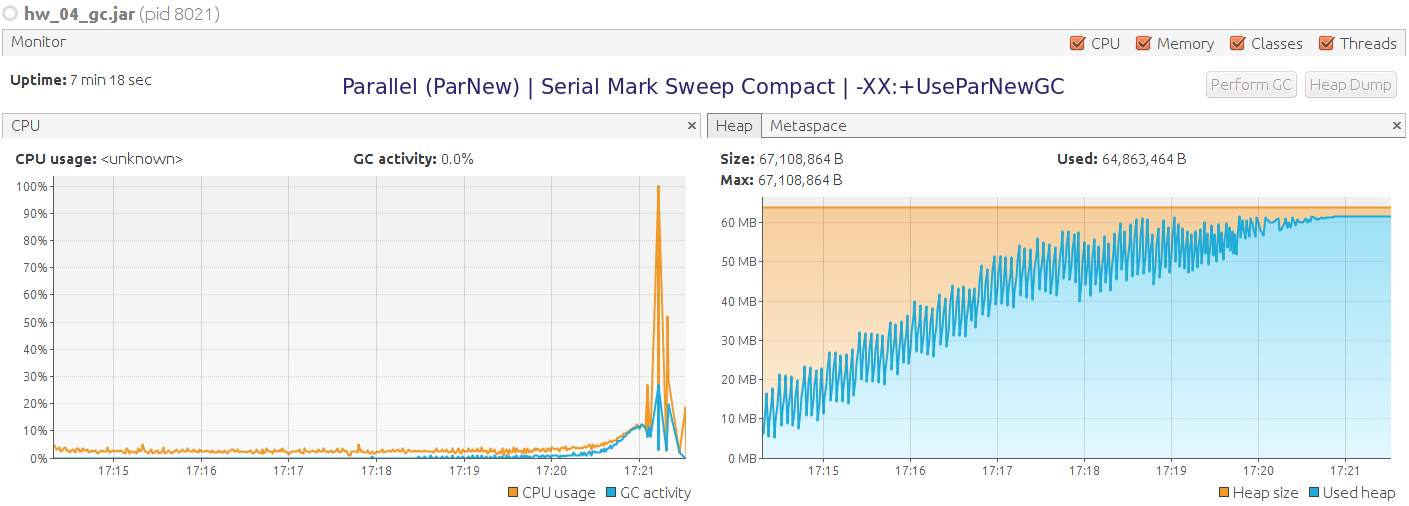 hw_04_gc.jar (pid 8021)
Monitor
CPU Memory Classes Threads
Uptime: 7 min 18 sec
Parallel (ParNew) | Serial Mark Sweep Compact | -XX:+UseParNewGC
Perform GC Heap Dump
CPU
CPU usage: <unknown> GC activity: 0.0%
100%
90%
80%
70%
60%
50%
40%
30%
20%
10%
0%
17:15 17:16 17:17 17:18 17:19 17:20 17:21
CPU usage GC activity
Heap Metaspace
Size: 67,108,864 B Used: 64,863,464 B
Max: 67,108,864 B
60 MB
50 MB
40 MB
30 MB
20 MB
10 MB
0 MB
17:15 17:16 17:17 17:18 17:19 17:20 17:21
Heap size Used heap